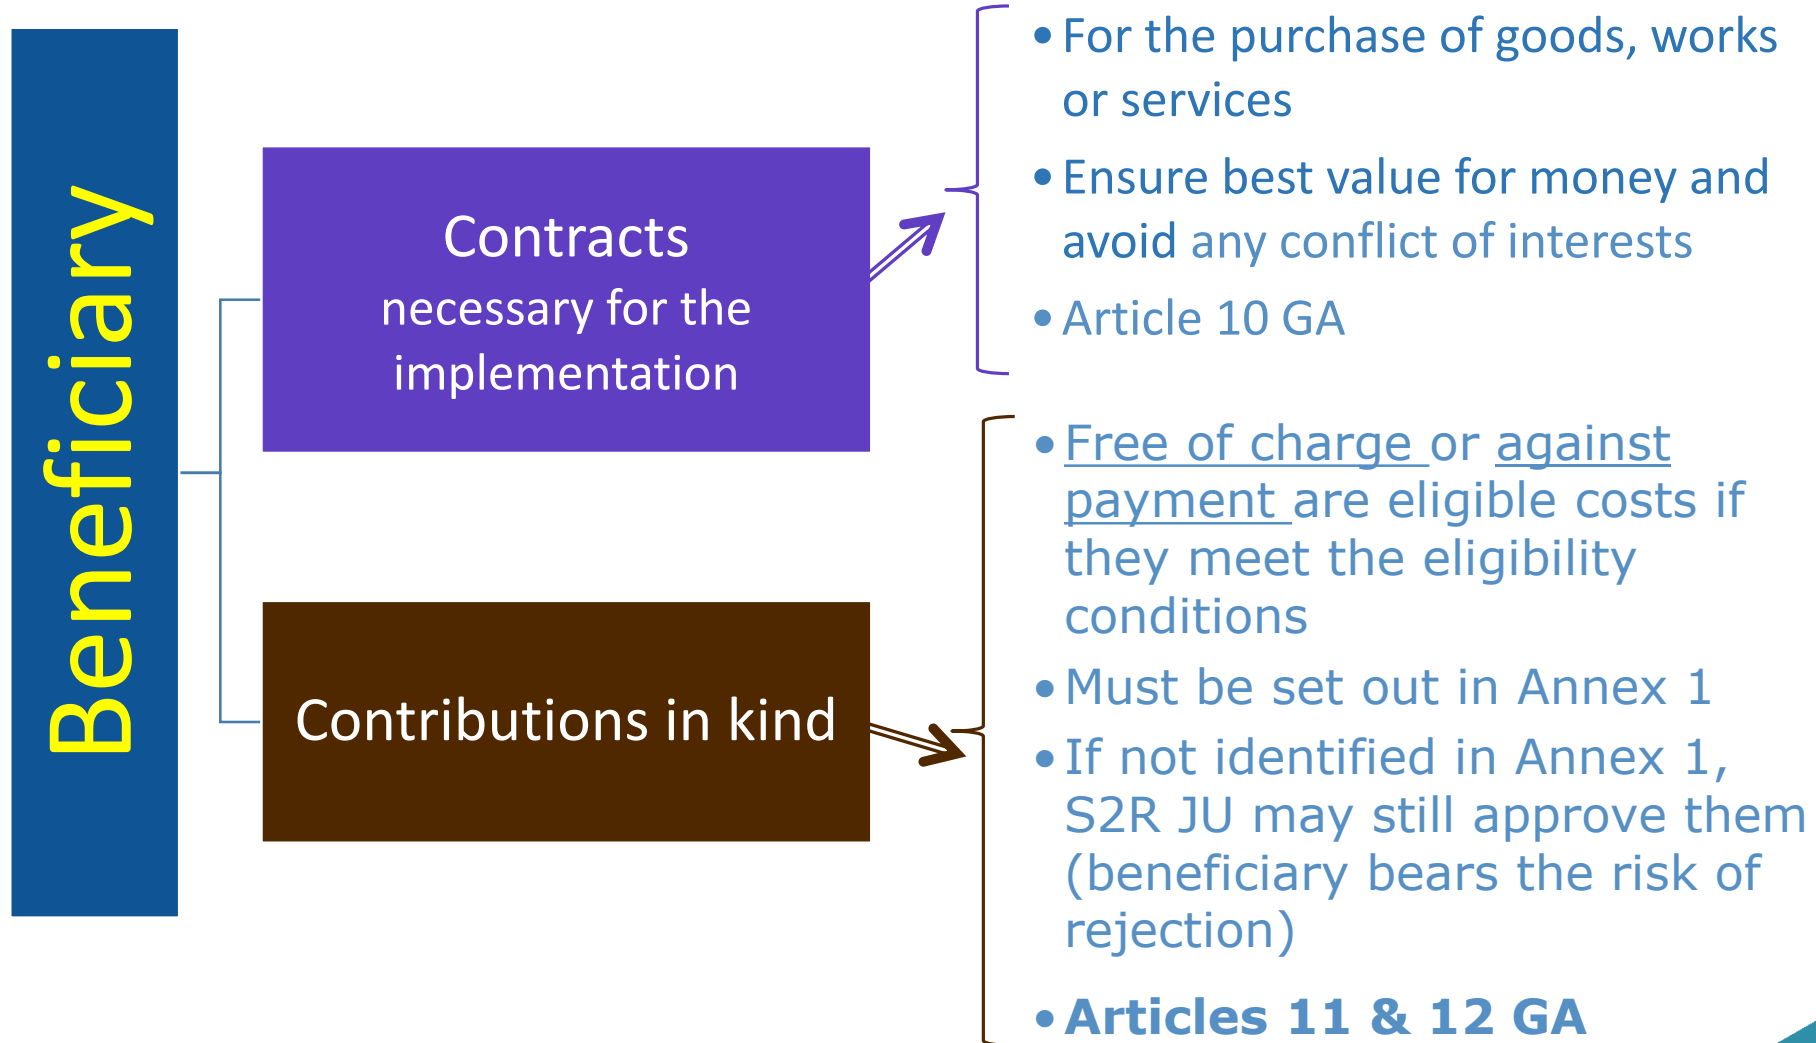 Beneficiary
Contracts
necessary for the
implementation
• For the purchase of goods, works
or services
• Ensure best value for money and
avoid any conflict of interests
• Article 10 GA
Contributions in kind
• Free of charge or against
payment are eligible costs if
they meet the eligibility
conditions
• Must be set out in Annex 1
• If not identified in Annex 1,
S2R JU may still approve them
(beneficiary bears the risk of
rejection)
• Articles 11 & 12 GA